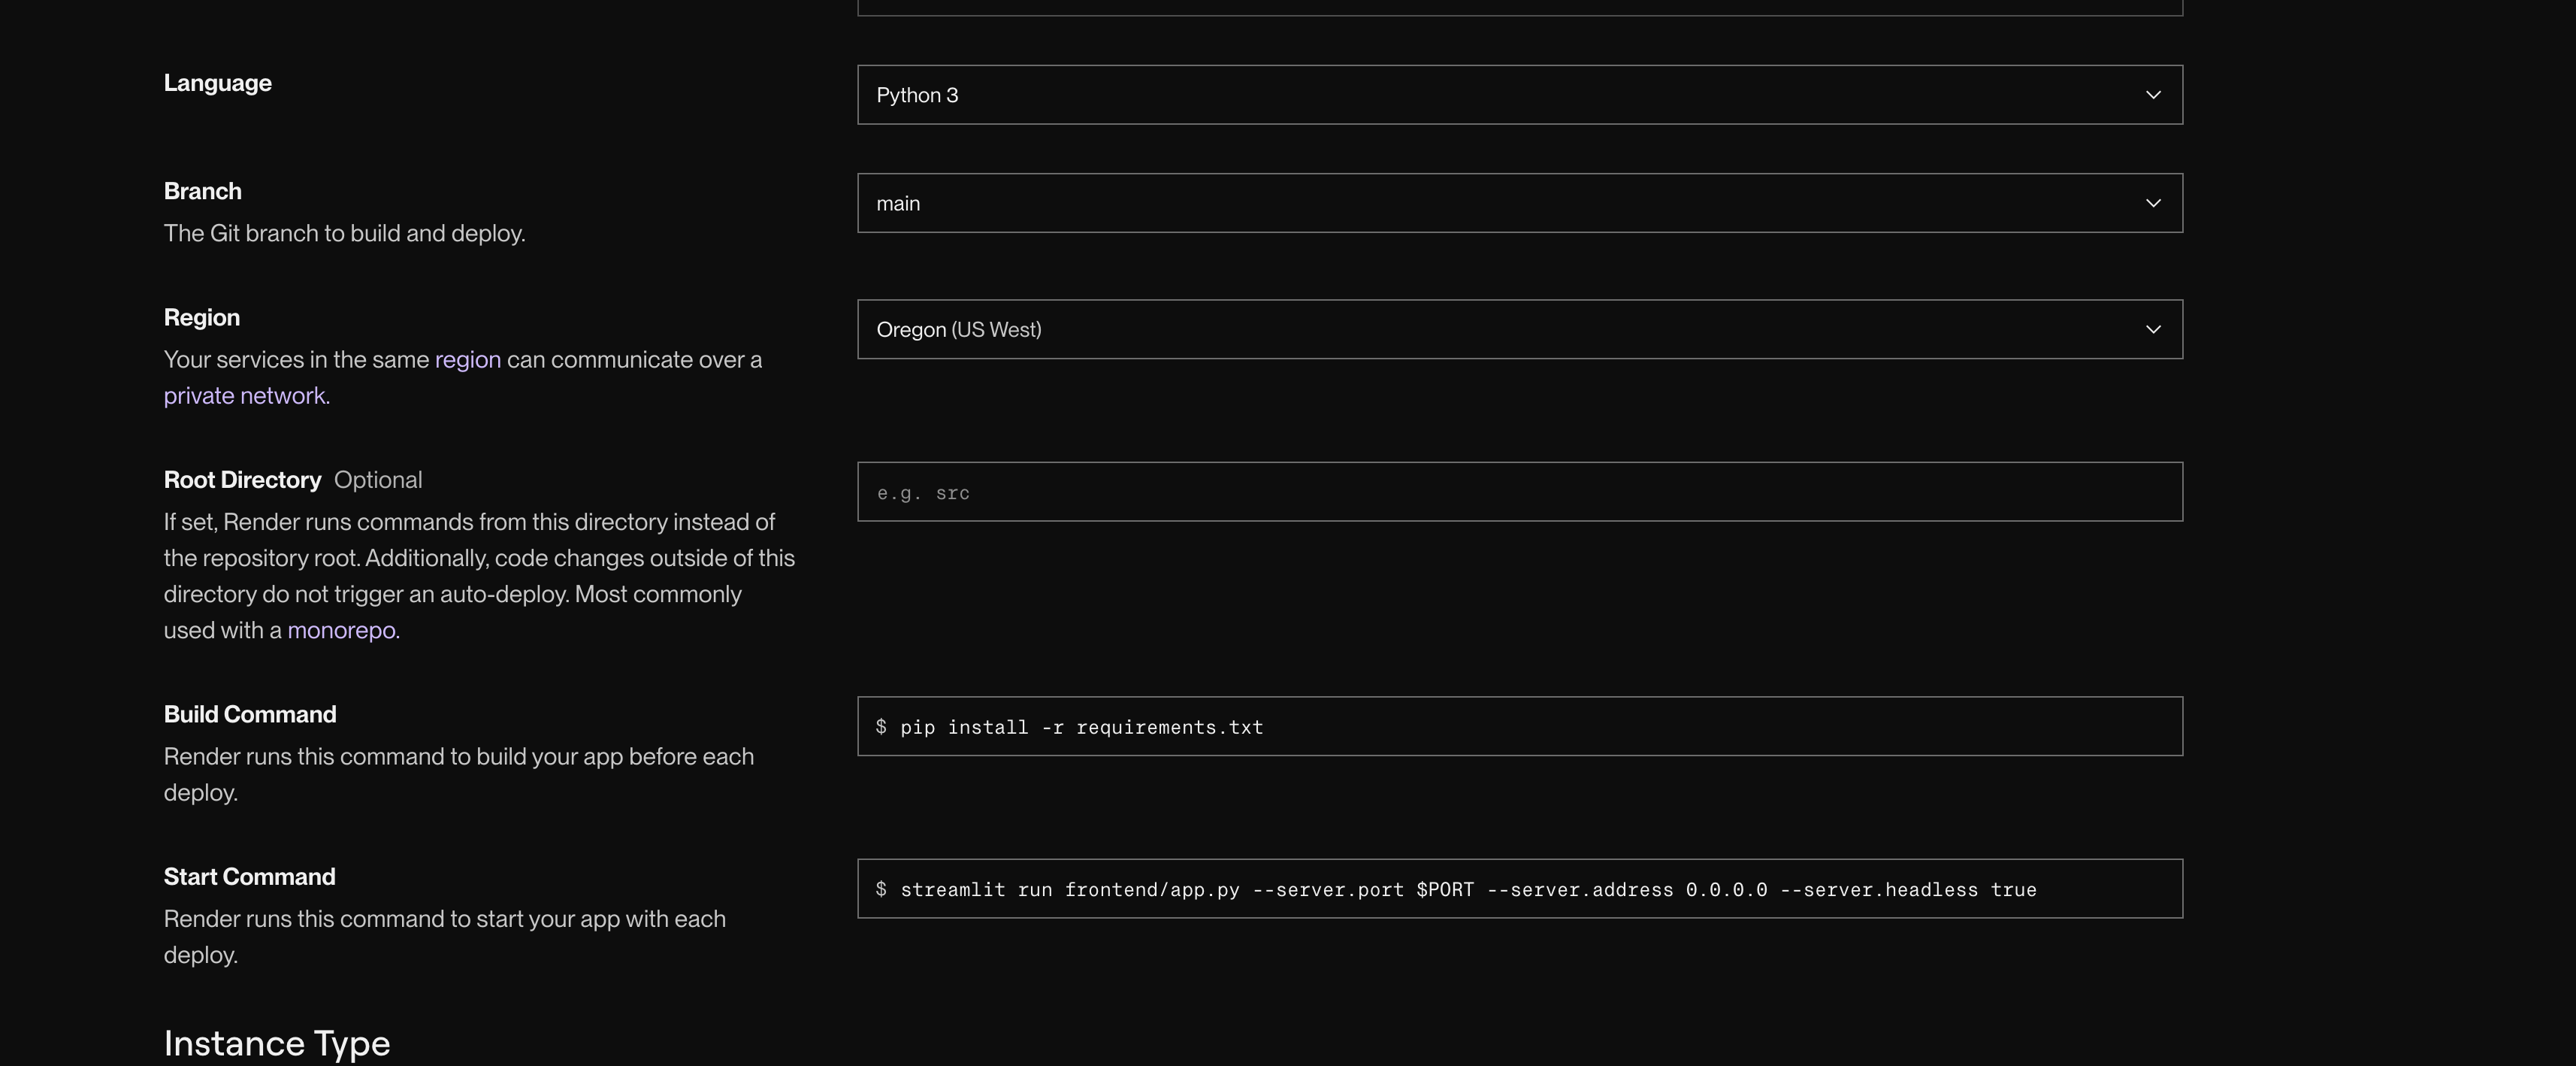 Language
Python 3
Branch
The Git branch to build and deploy.
main
Region
Your services in the same region can communicate over a
private network.
Oregon (US West)
Root Directory Optional
If set, Render runs commands from this directory instead of
the repository root. Additionally, code changes outside of this
directory do not trigger an auto-deploy. Most commonly
used with a monorepo.
e.g. src
Build Command
Render runs this command to build your app before each
deploy.
$ pip install -r requirements.txt
Start Command
Render runs this command to start your app with each
deploy.
$ streamlit run frontend/app.py --server.port $PORT --server.address 0.0.0.0 --server.headless true
Instance Type